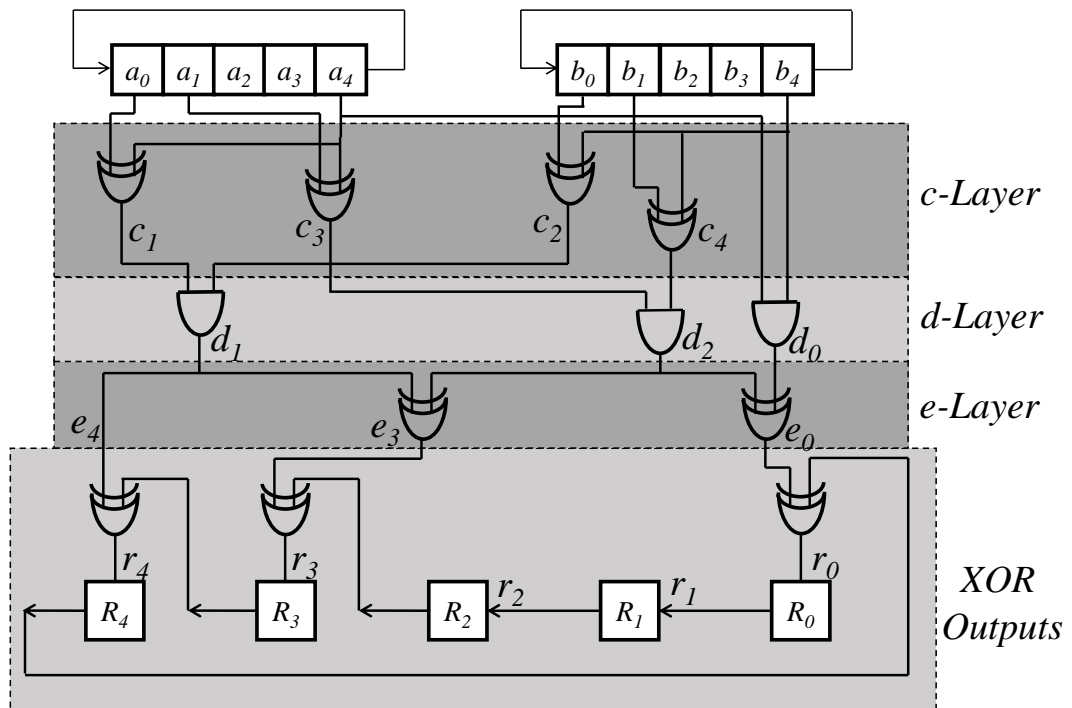 a0 a1 a2 a3 a4 b0 b1 b2 b3 b4
c-Layer
c1 c3 c2 c4
d-Layer
d1 d2 d0
e-Layer
e4 e3 e0
r4 r3 r2 r1 r0
R4 R3 R2 R1 R0
XOR
Outputs